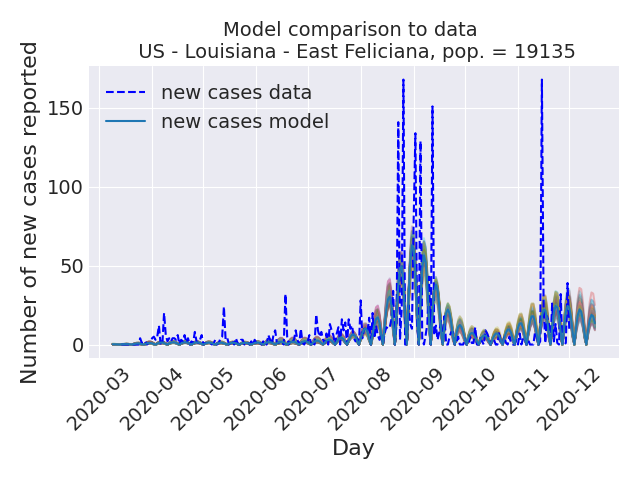 Model comparison to data
US - Louisiana - East Feliciana, pop. = 19135
Number of new cases reported
150
100
50
0
new cases data
new cases model
2020-03
2020-04
2020-05
2020-06
2020-07
2020-08
2020-09
2020-10
2020-11
2020-12
Day